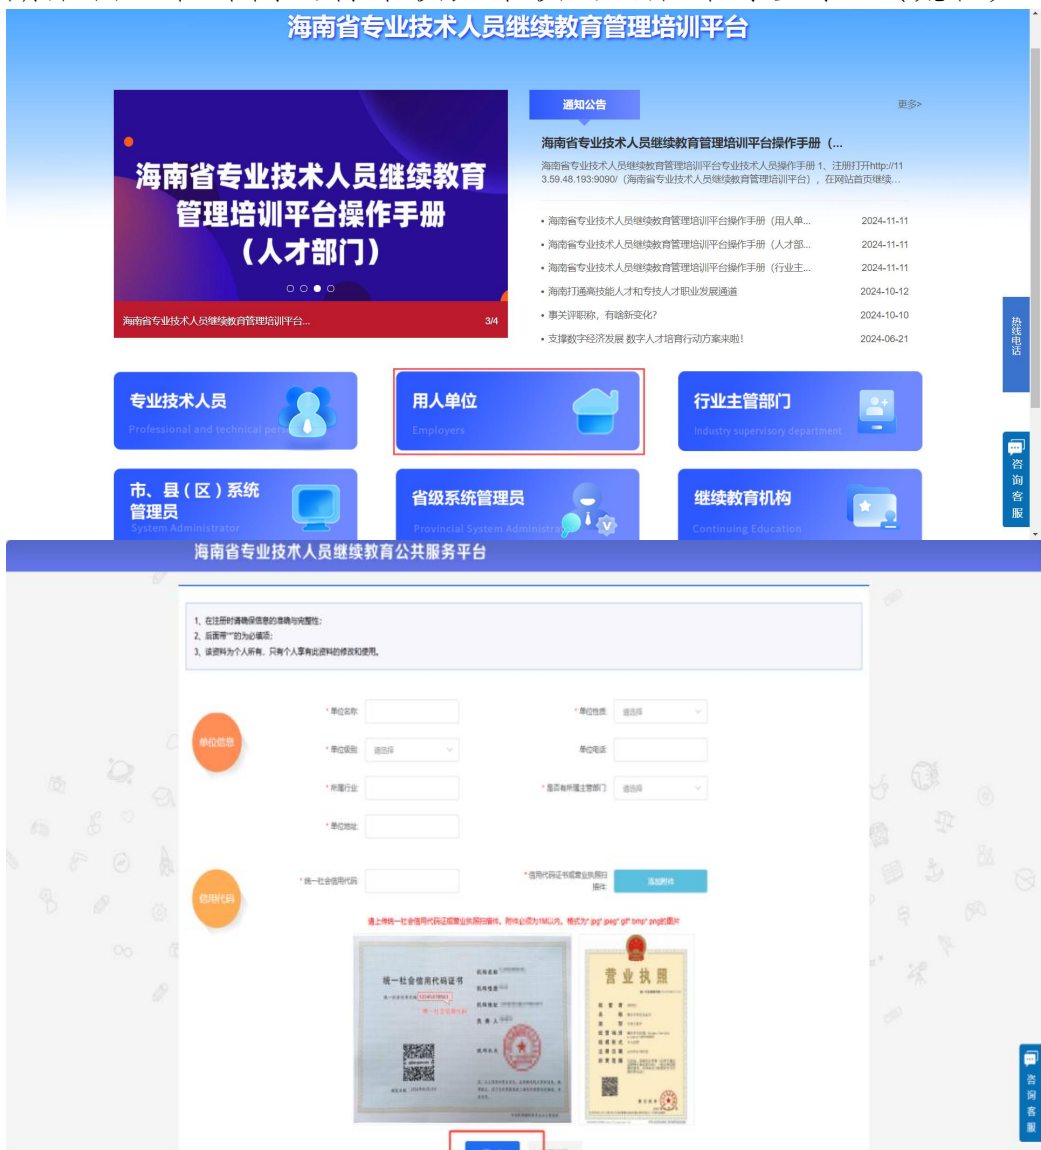 海南省专业技术人员继续教育管理培训平台
通知公告
更多>
海南省专业技术人员继续教育管理培训平台操作手册（...
海南省专业技术人员继续教育管理培训平台专业技术人员操作手册 1、注册打开http://11
3.59.48.193:9090/（海南省专业技术人员继续教育管理培训平台），在网站首页继续...
海南省专业技术人员继续教育
管理培训平台操作手册
（人才部门）
海南省专业技术人员继续教育管理培训平台...
3/4
• 海南省专业技术人员继续教育管理培训平台操作手册（用人单... 2024-11-11
• 海南省专业技术人员继续教育管理培训平台操作手册（人才部... 2024-11-11
• 海南省专业技术人员继续教育管理培训平台操作手册（行业主... 2024-11-11
• 海南打通高技能人才和专技人才职业发展通道 2024-10-12
• 事关评职称，有啥新变化? 2024-10-10
• 支撑数字经济发展 数字人才培育行动方案来啦! 2024-06-21
热线电话
专业技术人员
Professional and technical pers
用人单位
Employers
行业主管部门
Industry supervisory department
咨询客服
市、县（区）系统
管理员
System Administrator
省级系统管理员
Provincial System Administra
继续教育机构
Continuing Education
海南省专业技术人员继续教育公共服务平台
1、在注册时请确保信息的准确与完整性；
2、后面带"*"的为必填项；
3、该资料为个人所有，只有个人享有此资料的修改和使用。
单位信息
* 单位名称:
* 单位性质: 请选择
* 单位级别: 请选择
单位电话:
* 所属行业:
* 是否有所属主管部门: 请选择
* 单位地址:
信用代码
* 统一社会信用代码:
* 信用代码证书或营业执照扫
描件:
添加附件
请上传统一社会信用代码证或营业执照扫描件。附件必须为1M以内，格式为*.jpg*.jpeg*.gif*.bmp*.png的图片
统一社会信用代码证书
统一社会信用代码
机构名称
机构性质
机构地址
负责人
营业执照
咨询客服